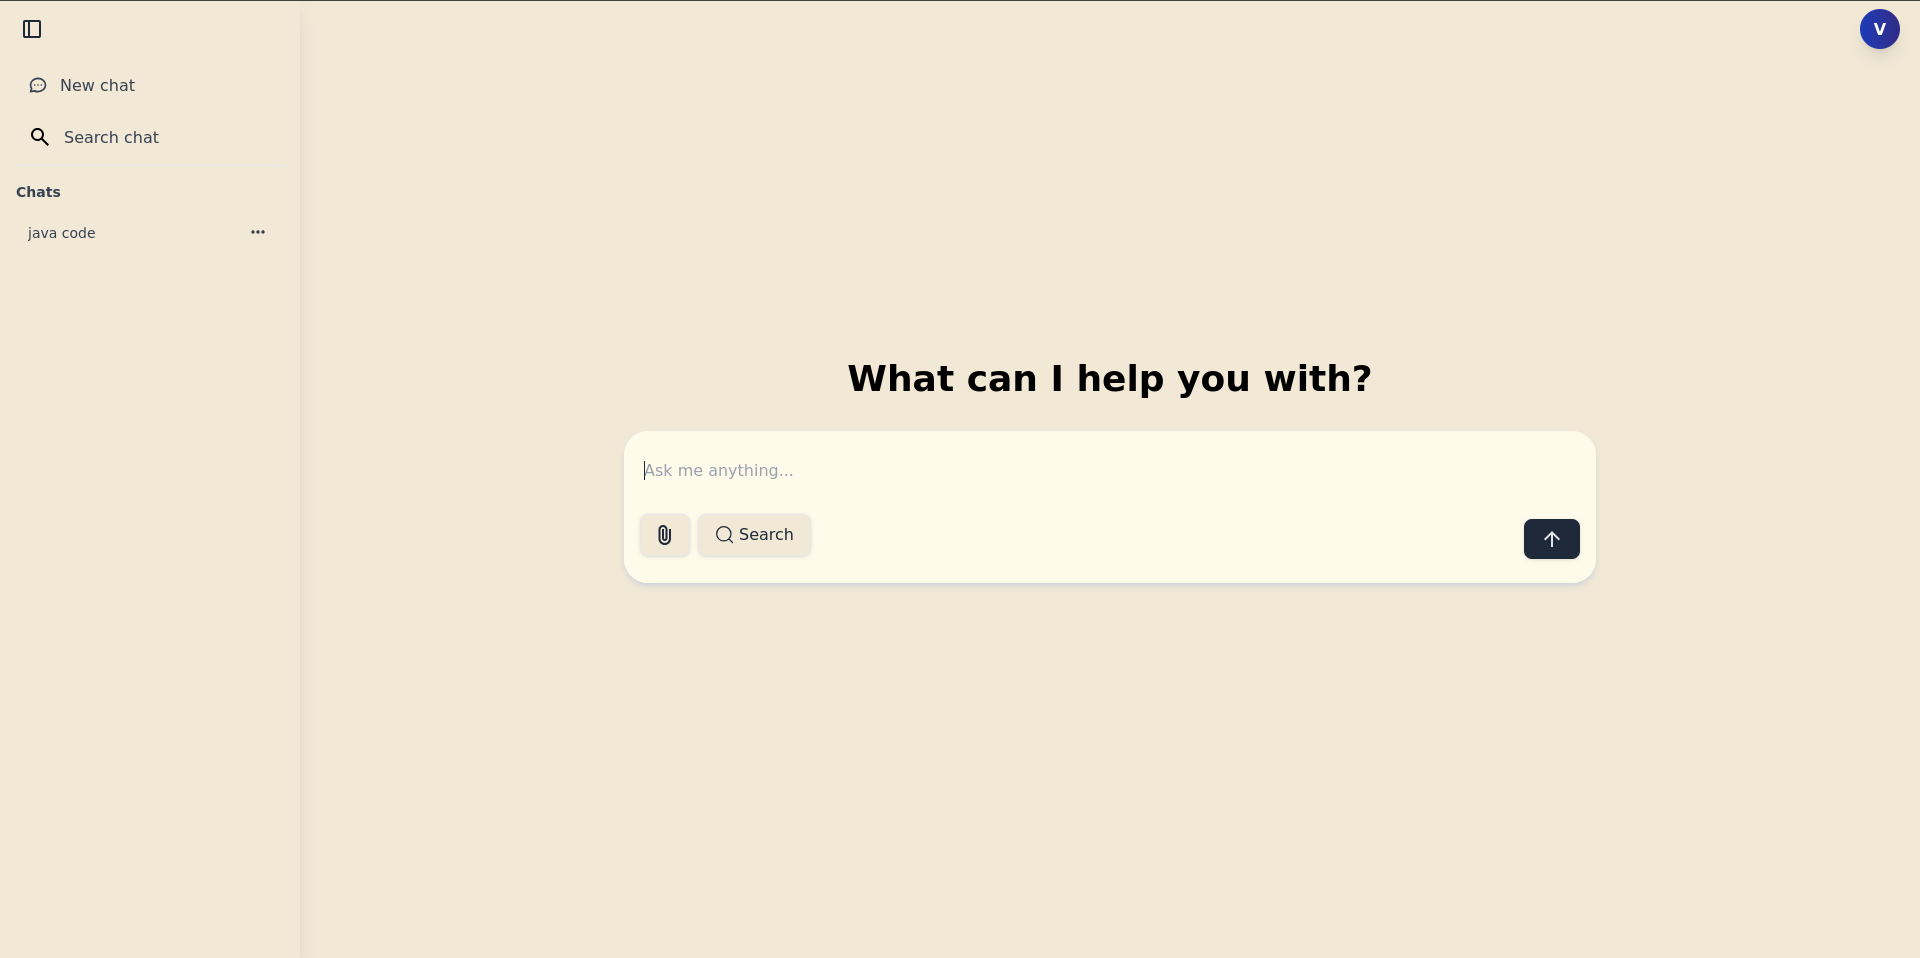 V
New chat
Search chat
Chats
java code
What can I help you with?
Ask me anything...
Search